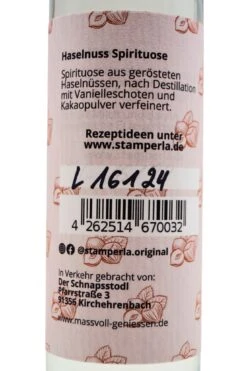 Haselnuss Spirituose
Spirituose aus gerösteten
Haselnüssen, nach Destillation
mit Vanielleschoten und
Kakaopulver verfeinert.
Rezeptideen unter
www.stamperla.de
L 16124
4 262514 670032
@stamperla.original
In Verkehr gebracht von:
Der Schnapsstodl
Pfarrstraße 3
91356 Kirchehrenbach
www.massvoll-geniessen.de